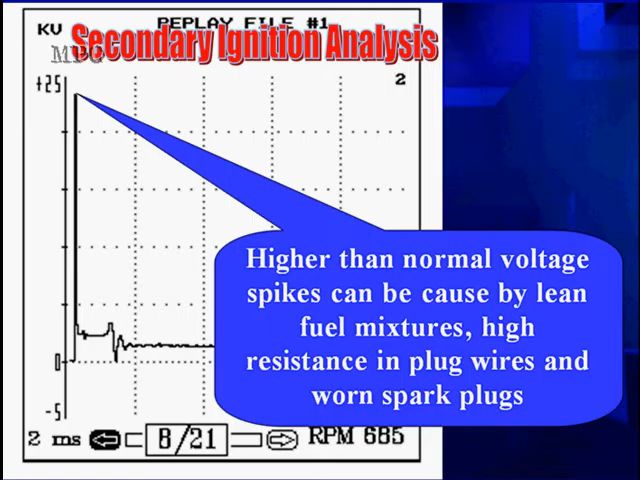 KV REPLAY FILE #1
Secondary Ignition Analysis
+25
2
Higher than normal voltage
spikes can be cause by lean
fuel mixtures, high
resistance in plug wires and
worn spark plugs
0
-5
2 ms 8/21 RPM 685